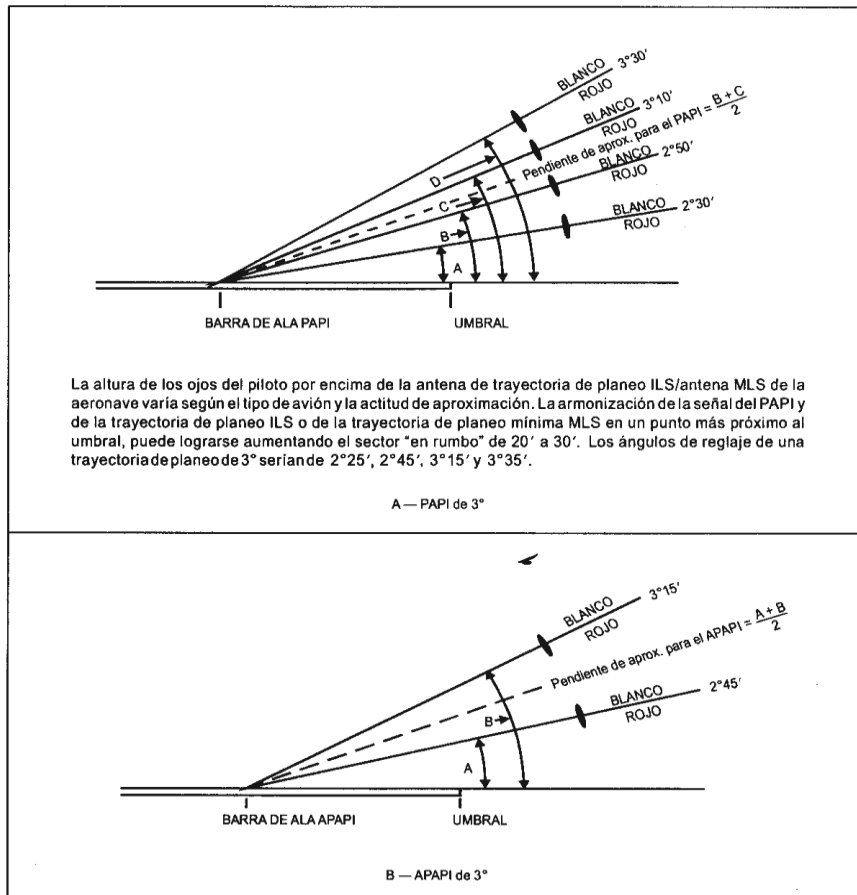 BLANCO 3°30′
ROJO
BLANCO 3°10′
ROJO
Pendiente de aprox. para el PAPI = B + C
2
BLANCO 2°50′
ROJO
BLANCO 2°30′
ROJO
D
C
B
A
BARRA DE ALA PAPI UMBRAL
La altura de los ojos del piloto por encima de la antena de trayectoria de planeo ILS/antena MLS de la
aeronave varía según el tipo de avión y la actitud de aproximación. La armonización de la señal del PAPI y
de la trayectoria de planeo ILS o de la trayectoria de planeo mínima MLS en un punto más próximo al
umbral, puede lograrse aumentando el sector "en rumbo" de 20′ a 30′. Los ángulos de reglaje de una
trayectoria de planeo de 3° serían de 2°25′, 2°45′, 3°15′ y 3°35′.
A — PAPI de 3°
BLANCO 3°15′
ROJO
Pendiente de aprox. para el APAPI = A + B
2
BLANCO 2°45′
ROJO
B
A
BARRA DE ALA APAPI UMBRAL
B — APAPI de 3°